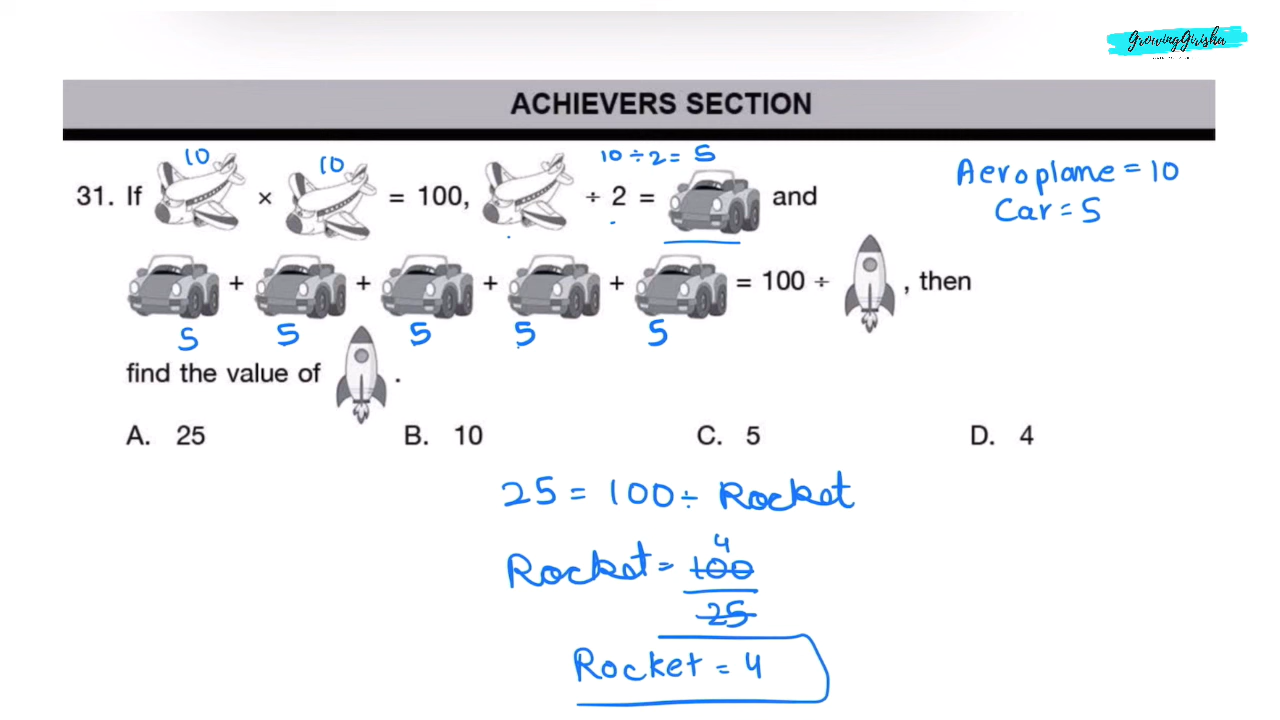 GrowingGirisha
ACHIEVERS SECTION
10 10 10 ÷ 2 = 5
Aeroplane = 10
31. If × = 100, ÷ 2 = and
Car = 5
+ + + + = 100 ÷ , then
5 5 5 5 5
find the value of .
A. 25 B. 10 C. 5 D. 4
25 = 100 ÷ Rocket
4
Rocket = 100
25
Rocket = 4